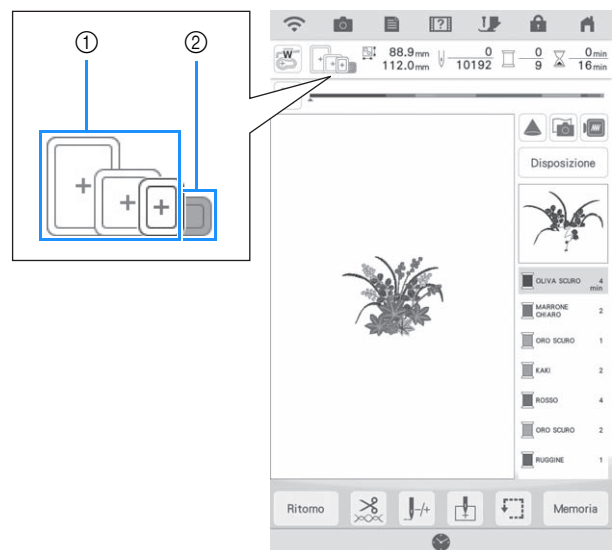 ① ②
W
88.9mm
112.0mm
0
10192
0
9
0min
16min
Disposizione
OLIVA SCURO 4 min
MARRONE CHIARO 2
ORO SCURO 1
KAKI 2
ROSSO 4
ORO SCURO 2
RUGGINE 1
Ritorno
-/+
Memoria